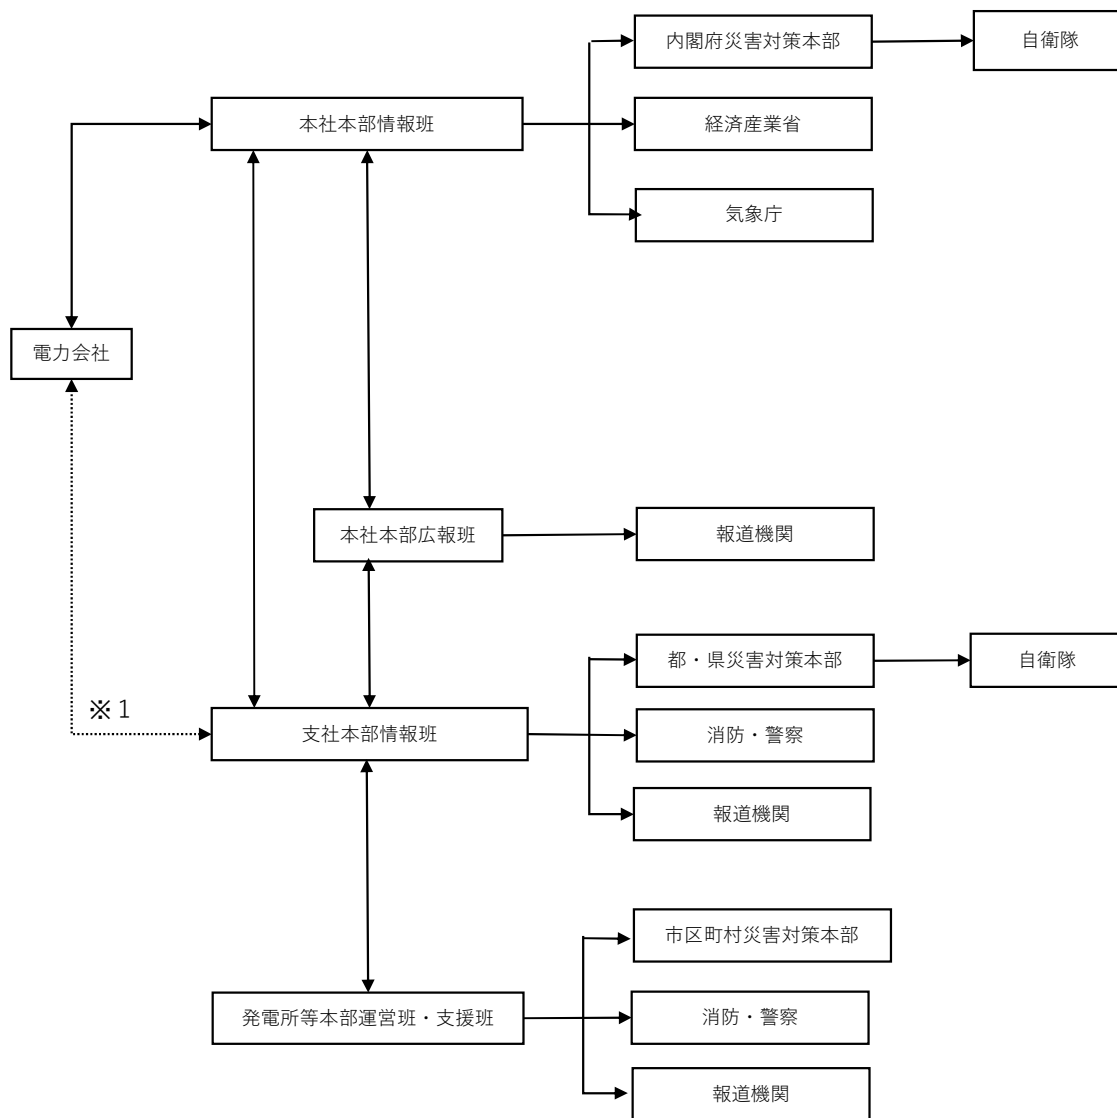 内閣府災害対策本部
自衛隊
本社本部情報班
経済産業省
気象庁
電力会社
本社本部広報班
報道機関
都・県災害対策本部
自衛隊
※1
支社本部情報班
消防・警察
報道機関
市区町村災害対策本部
発電所等本部運営班・支援班
消防・警察
報道機関